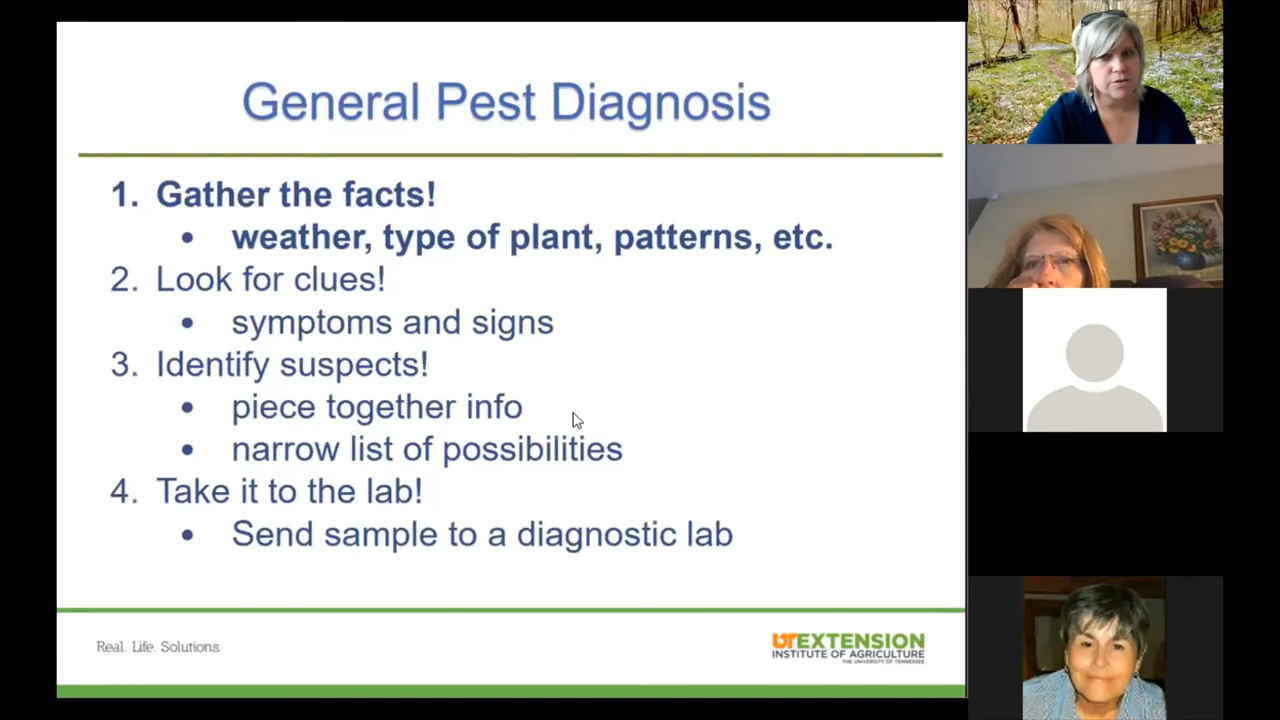 General Pest Diagnosis
1. Gather the facts!
• weather, type of plant, patterns, etc.
2. Look for clues!
• symptoms and signs
3. Identify suspects!
• piece together info
• narrow list of possibilities
4. Take it to the lab!
• Send sample to a diagnostic lab
Real. Life. Solutions.
UT EXTENSION
INSTITUTE OF AGRICULTURE
THE UNIVERSITY OF TENNESSEE